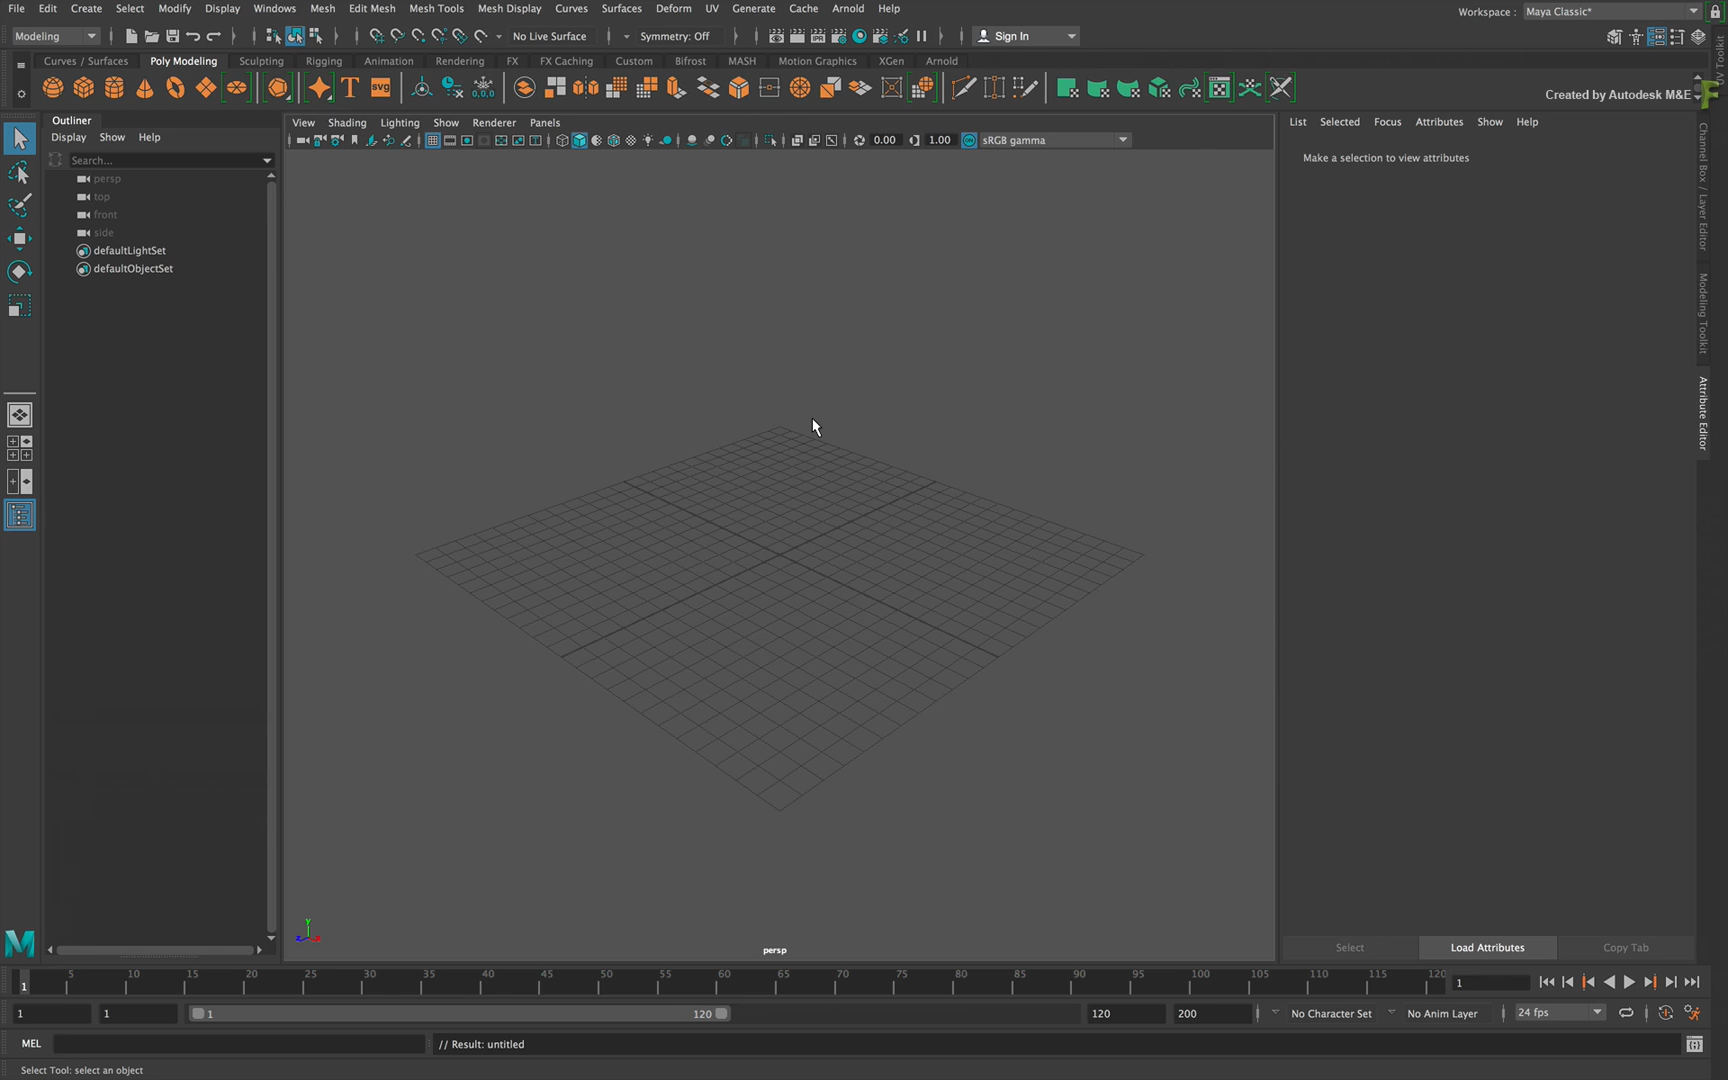 File Edit Create Select Modify Display Windows Mesh Edit Mesh Mesh Tools Mesh Display Curves Surfaces Deform UV Generate Cache Arnold Help
Workspace : Maya Classic*
Modeling No Live Surface Symmetry: Off Sign In
Curves / Surfaces Poly Modeling Sculpting Rigging Animation Rendering FX FX Caching Custom Bifrost MASH Motion Graphics XGen Arnold
T SVG 0,0,0
Created by Autodesk M&E
UV Toolkit
Outliner
Display Show Help
Search...
persp
top
front
side
defaultLightSet
defaultObjectSet
View Shading Lighting Show Renderer Panels
0.00 1.00 sRGB gamma
y
z x
persp
List Selected Focus Attributes Show Help
Make a selection to view attributes
Channel Box / Layer Editor
Modeling Toolkit
Attribute Editor
Select Load Attributes Copy Tab
1 5 10 15 20 25 30 35 40 45 50 55 60 65 70 75 80 85 90 95 100 105 110 115 120 1
1 1 1 120 120 200 No Character Set No Anim Layer 24 fps
MEL // Result: untitled
Select Tool: select an object